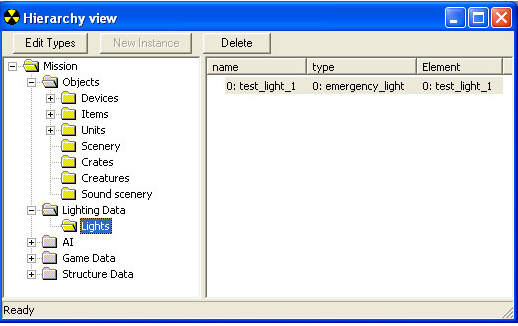 Hierarchy view
Edit Types New Instance Delete
Mission
Objects
Devices
Items
Units
Scenery
Crates
Creatures
Sound scenery
Lighting Data
Lights
AI
Game Data
Structure Data
name type Element
0: test_light_1 0: emergency_light 0: test_light_1
Ready